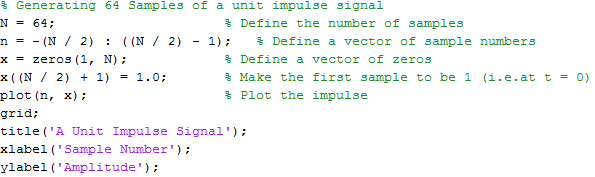 % Generating 64 Samples of a unit impulse signal
N = 64; % Define the number of samples
n = -(N / 2) : ((N / 2) - 1); % Define a vector of sample numbers
x = zeros(1, N); % Define a vector of zeros
x((N / 2) + 1) = 1.0; % Make the first sample to be 1 (i.e.at t = 0)
plot(n, x); % Plot the impulse
grid;
title('A Unit Impulse Signal');
xlabel('Sample Number');
ylabel('Amplitude');